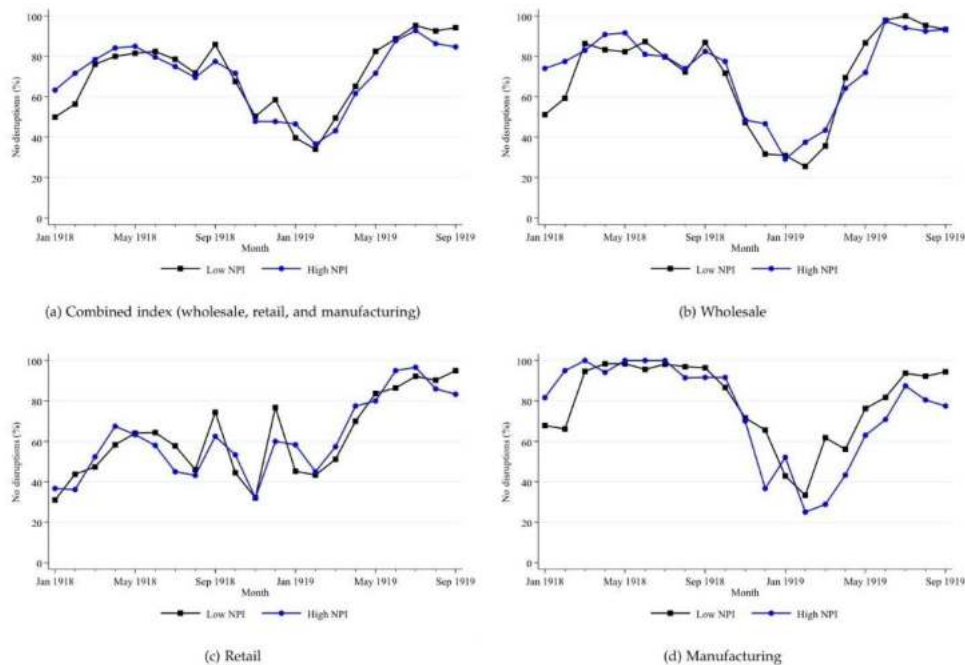 100
80
60
40
20
0
No disruptions (%)
Jan 1918 May 1918 Sep 1918 Jan 1919 May 1919 Sep 1919
Month
Low NPI High NPI
(a) Combined index (wholesale, retail, and manufacturing)
100
80
60
40
20
0
No disruptions (%)
Jan 1918 May 1918 Sep 1918 Jan 1919 May 1919 Sep 1919
Month
Low NPI High NPI
(b) Wholesale
100
80
60
40
20
0
No disruptions (%)
Jan 1918 May 1918 Sep 1918 Jan 1919 May 1919 Sep 1919
Month
Low NPI High NPI
(c) Retail
100
80
60
40
20
0
No disruptions (%)
Jan 1918 May 1918 Sep 1918 Jan 1919 May 1919 Sep 1919
Month
Low NPI High NPI
(d) Manufacturing